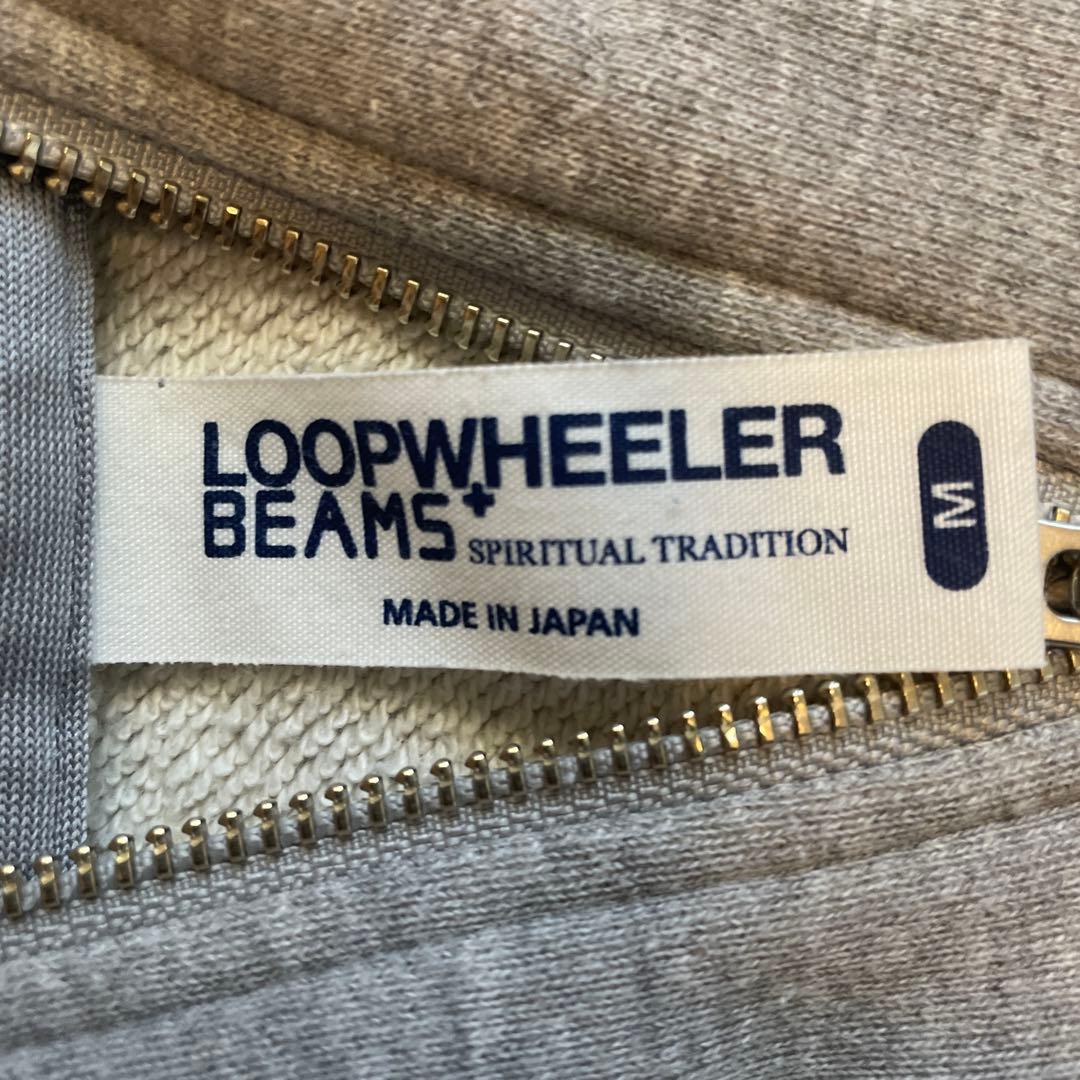 LOOPWHEELER
BEAMS+ SPIRITUAL TRADITION
MADE IN JAPAN
M